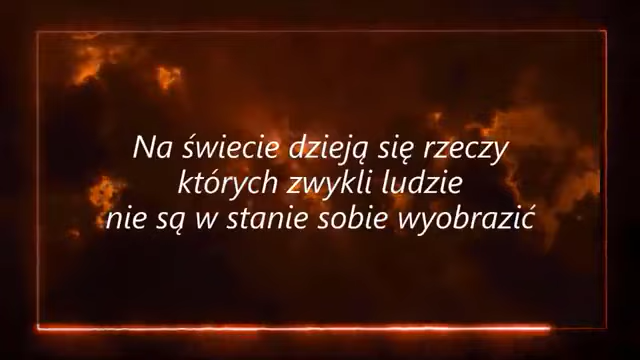 Na świecie dzieją się rzeczy
których zwykli ludzie
nie są w stanie sobie wyobrazić